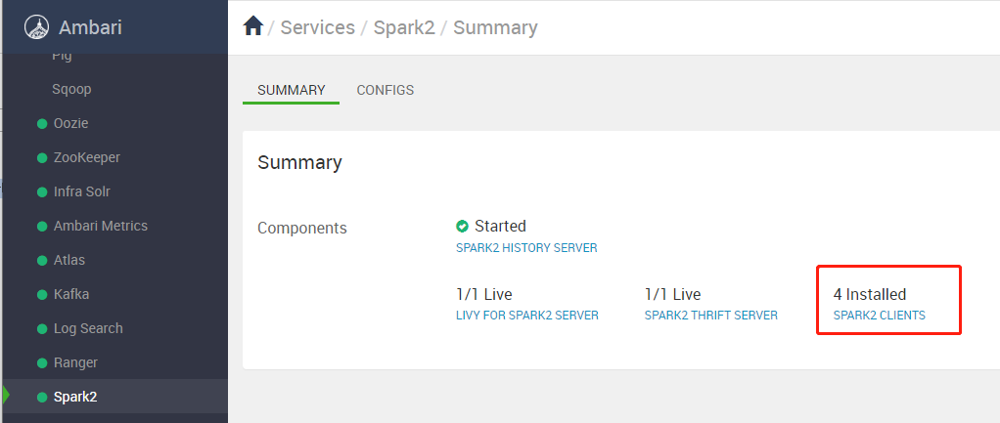 Ambari
/ Services / Spark2 / Summary
Pig
Sqoop
Oozie
ZooKeeper
Infra Solr
Ambari Metrics
Atlas
Kafka
Log Search
Ranger
Spark2
SUMMARY CONFIGS
Summary
Components
Started
SPARK2 HISTORY SERVER
1/1 Live
LIVY FOR SPARK2 SERVER
1/1 Live
SPARK2 THRIFT SERVER
4 Installed
SPARK2 CLIENTS